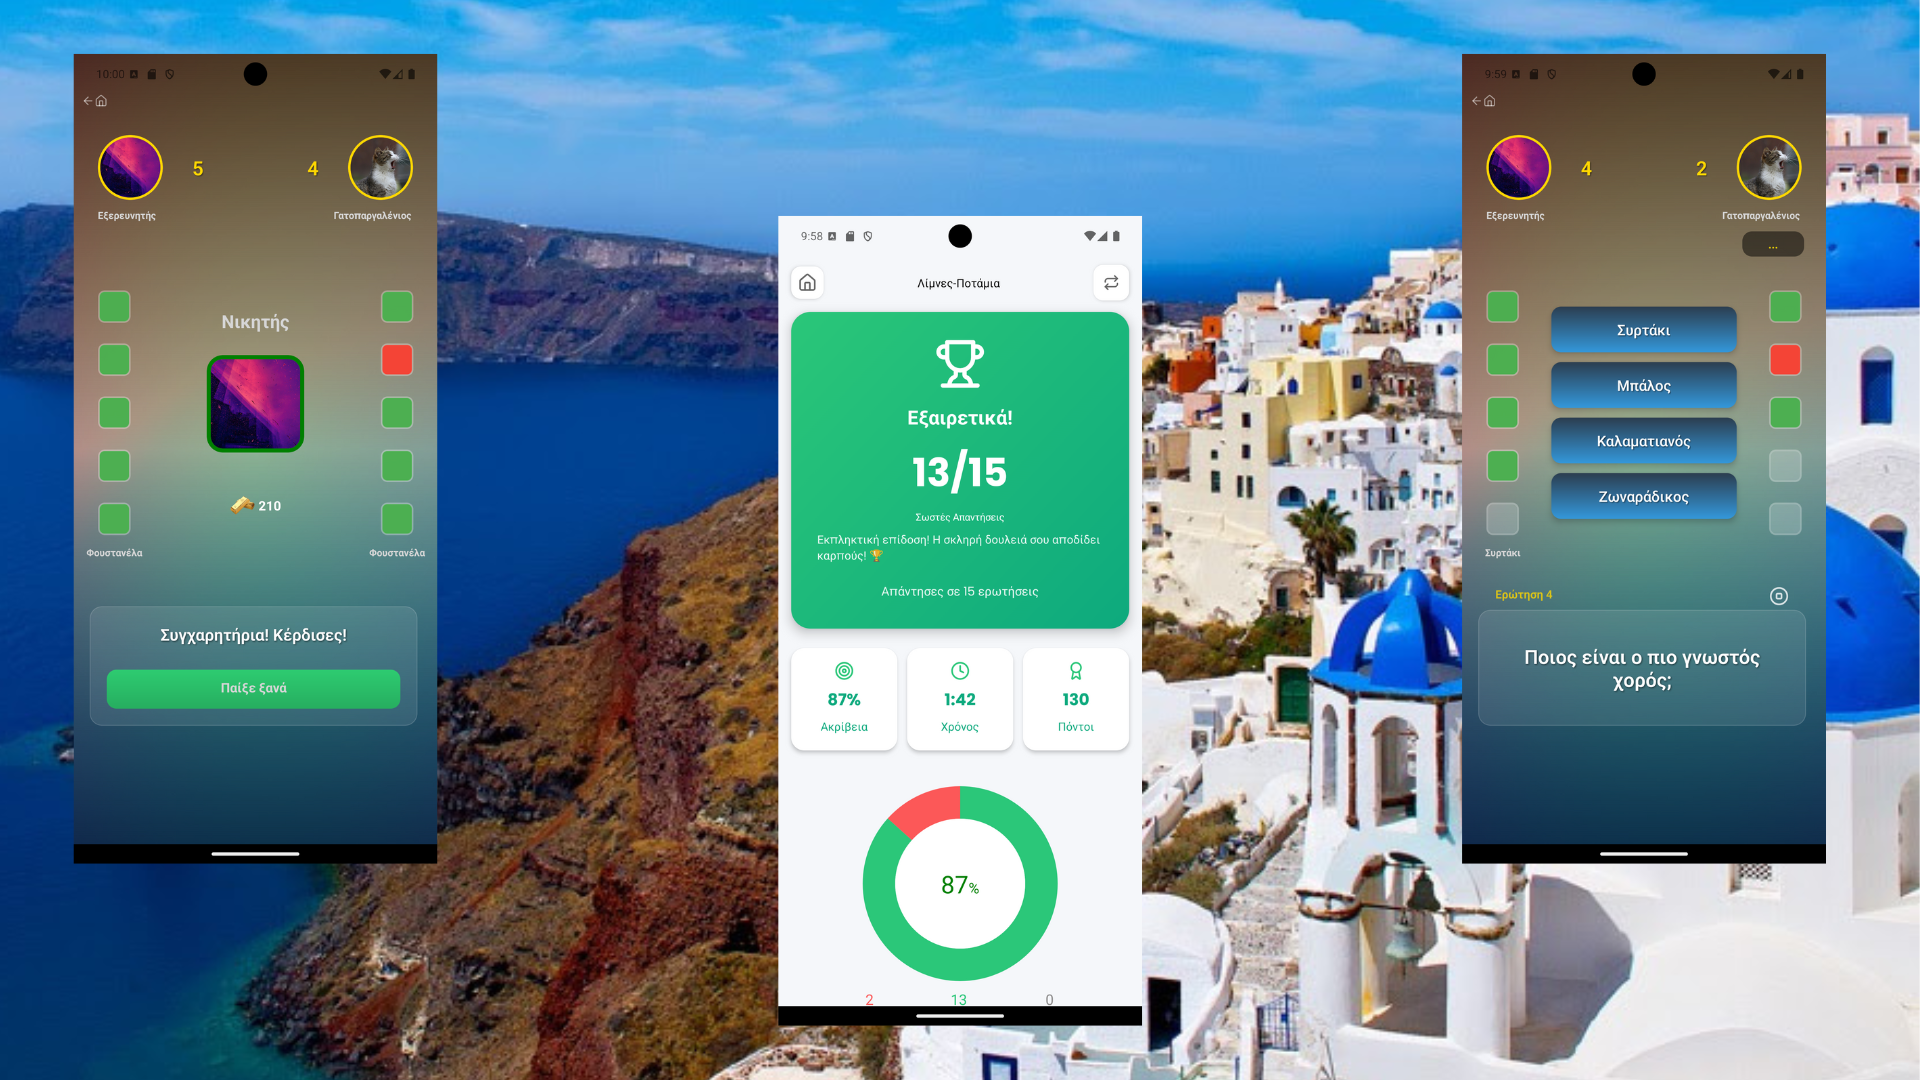 10:00
5
4
Εξερευνητής
Γατοπαργαλένιος
Νικητής
210
Φουστανέλα
Φουστανέλα
Συγχαρητήρια! Κέρδισες!
Παίξε ξανά
9:58
Λίμνες-Ποτάμια
Εξαιρετικά!
13/15
Σωστές Απαντήσεις
Εκπληκτική επίδοση! Η σκληρή δουλειά σου αποδίδει
καρπούς! 🏆
Απάντησες σε 15 ερωτήσεις
87%
1:42
130
Ακρίβεια
Χρόνος
Πόντοι
87%
2
13
0
9:59
4
2
Εξερευνητής
Γατοπαργαλένιος
...
Συρτάκι
Μπάλος
Καλαματιανός
Ζωναράδικος
Συρτάκι
Ερώτηση 4
Ποιος είναι ο πιο γνωστός
χορός;